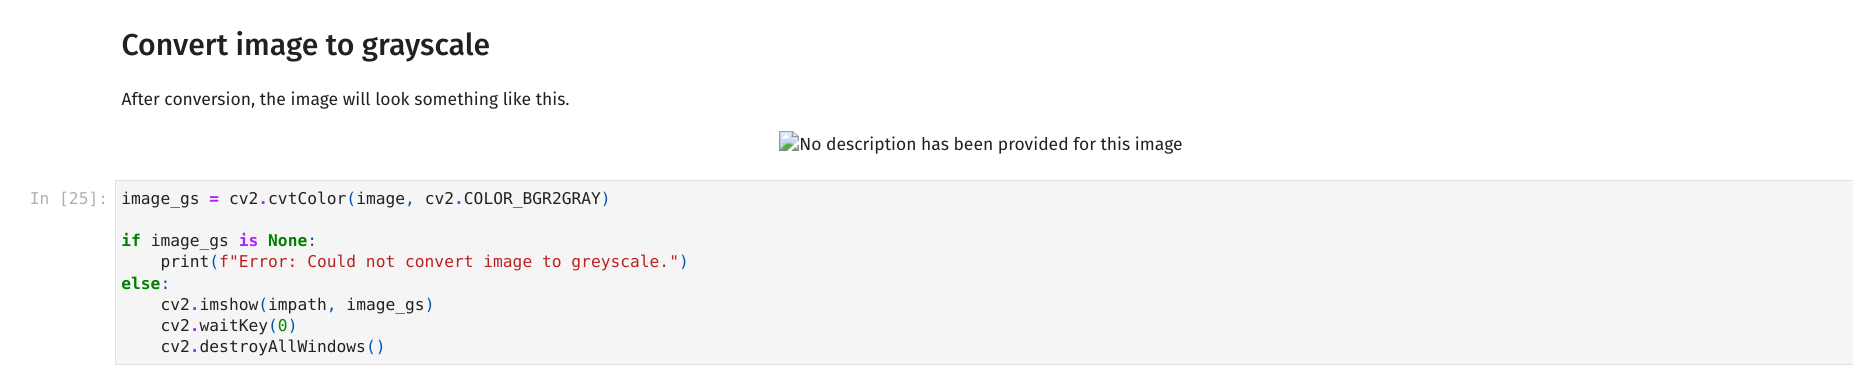 Convert image to grayscale
After conversion, the image will look something like this.
No description has been provided for this image
In [25]:
image_gs = cv2.cvtColor(image, cv2.COLOR_BGR2GRAY)

if image_gs is None:
    print(f"Error: Could not convert image to greyscale.")
else:
    cv2.imshow(impath, image_gs)
    cv2.waitKey(0)
    cv2.destroyAllWindows()